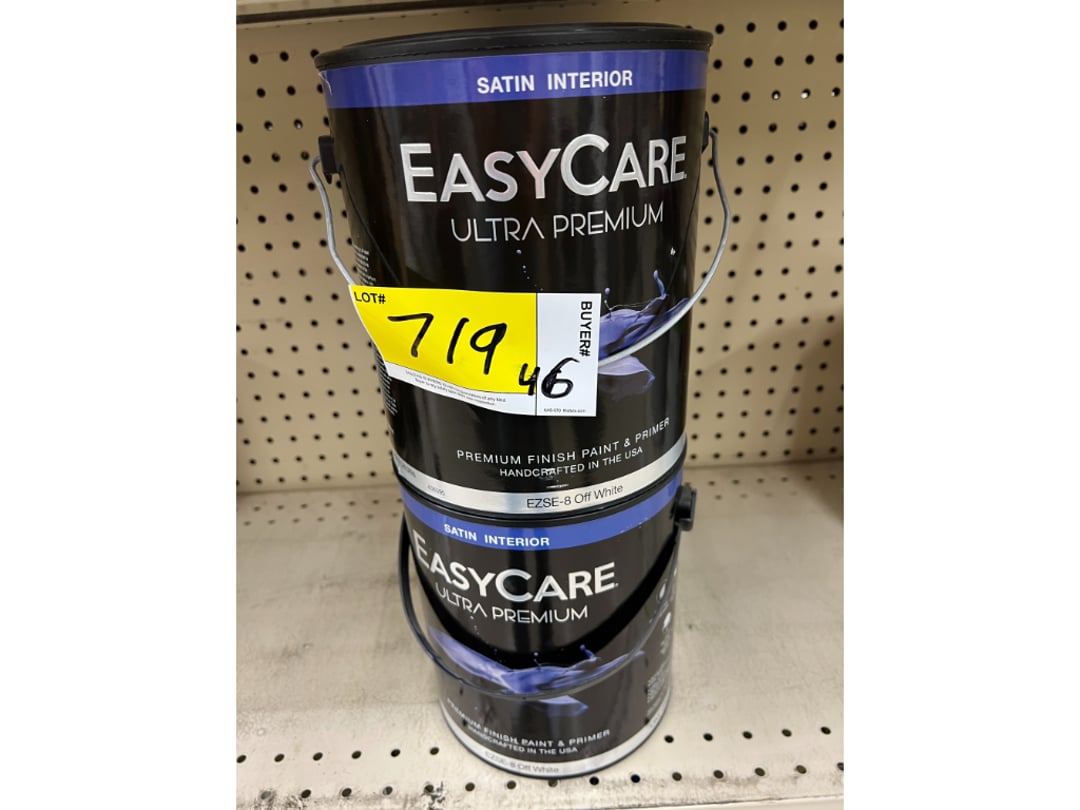 SATIN INTERIOR
EASYCARE
ULTRA PREMIUM
LOT#
719
BUYER#
46
PREMIUM FINISH PAINT & PRIMER
HANDCRAFTED IN THE USA
EZSE-8 Off White
SATIN INTERIOR
EASYCARE
ULTRA PREMIUM
PREMIUM FINISH PAINT & PRIMER
HANDCRAFTED IN THE USA
EZSE-8 Off White